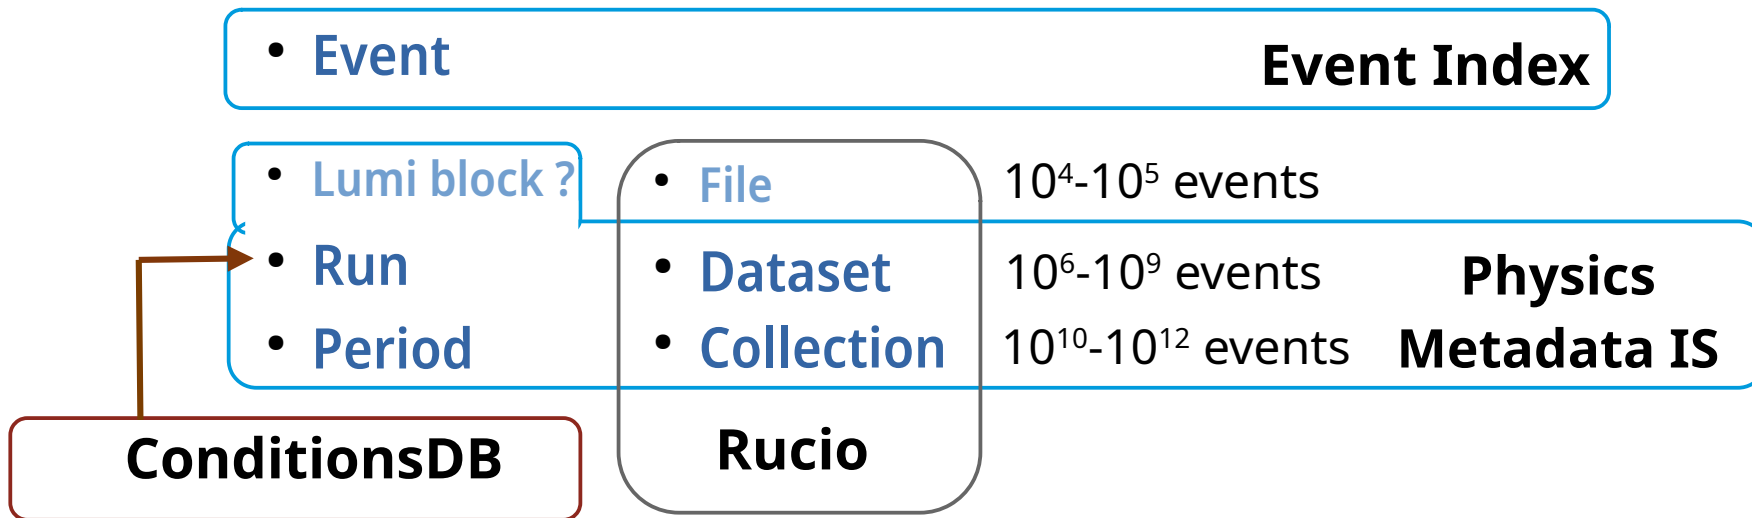 • Event Event Index
• Lumi block ? • File 10⁴-10⁵ events
• Run • Dataset 10⁶-10⁹ events Physics
• Period • Collection 10¹⁰-10¹² events Metadata IS
ConditionsDB Rucio